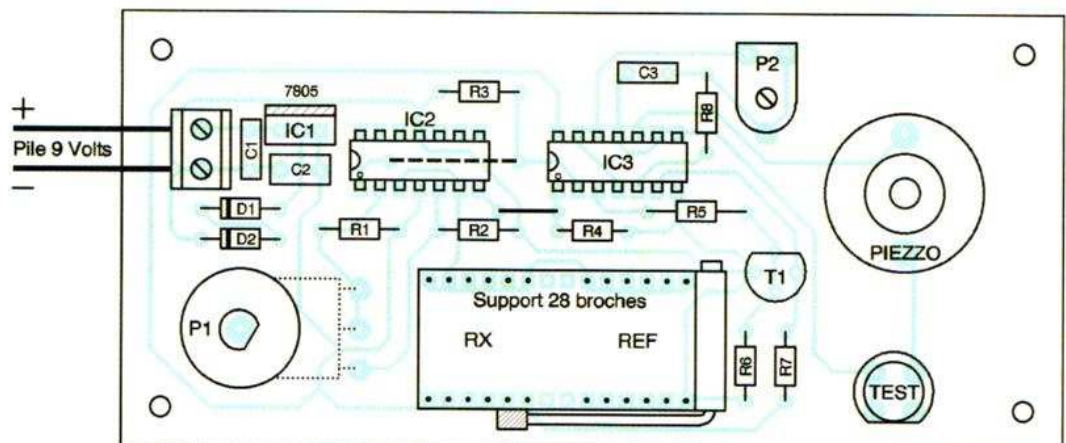 P2
C3
R3
R8
7805
+
IC1
IC2
Pile 9 Volts
C1
IC3
C2
−
D1
R5
R1
R2
R4
D2
PIEZZO
T1
Support 28 broches
P1
RX
REF
R6
R7
TEST